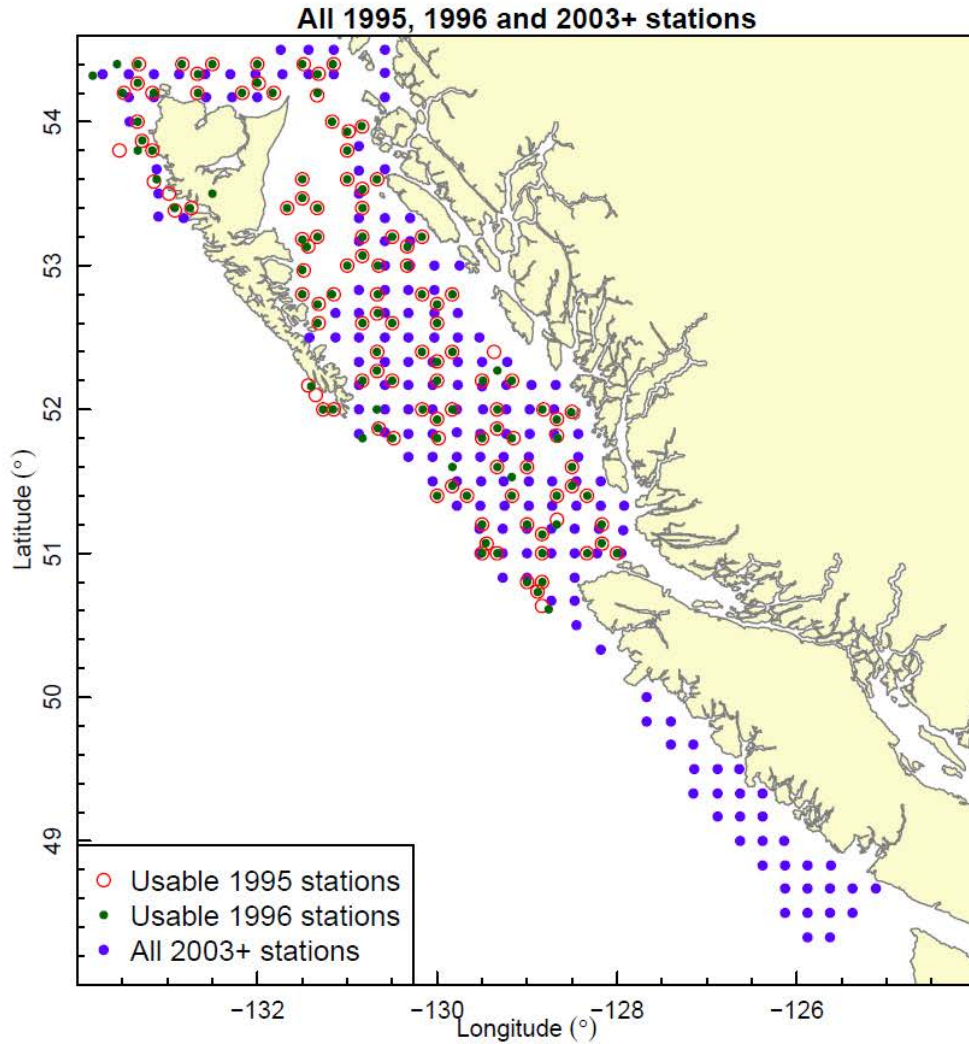 All 1995, 1996 and 2003+ stations
54
53
52
51
50
49
Latitude (°)
Usable 1995 stations
Usable 1996 stations
All 2003+ stations
−132
−130
−128
−126
Longitude (°)